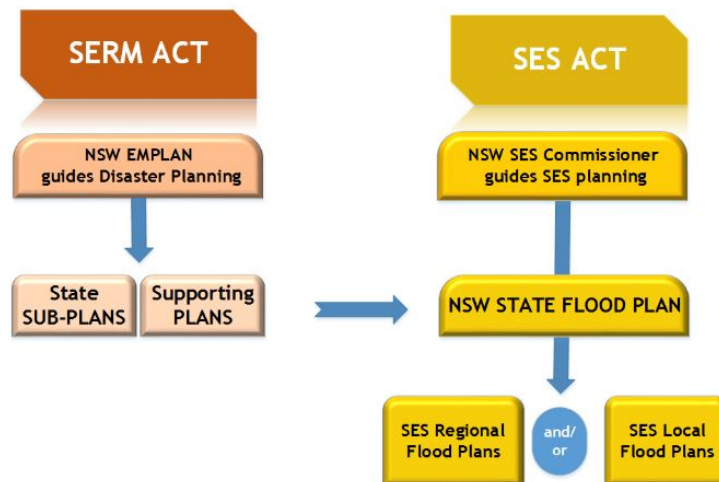 SERM ACT
SES ACT
NSW EMPLAN
guides Disaster Planning
NSW SES Commissioner
guides SES planning
State
SUB-PLANS
Supporting
PLANS
NSW STATE FLOOD PLAN
SES Regional
Flood Plans
and/
or
SES Local
Flood Plans